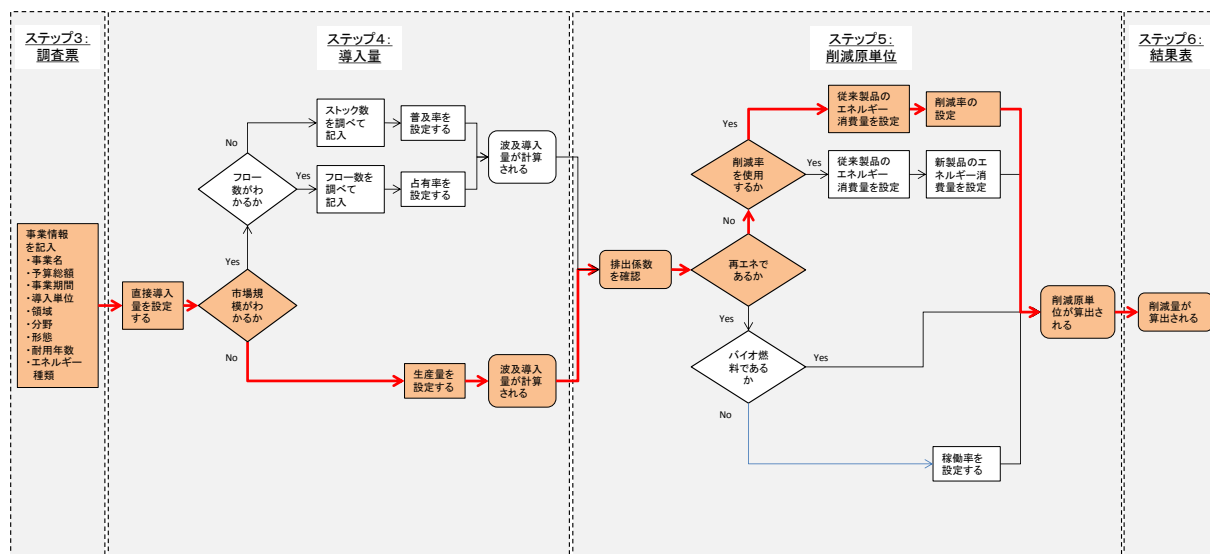 ステップ3:
調査票
事業情報
を記入
・事業名
・予算総額
・事業期間
・導入単位
・領域
・分野
・形態
・耐用年数
・エネルギー
種類
ステップ4:
導入量
直接導入
量を設定
する
市場規
模がわ
かるか
Yes
No
フロー
数がわ
かるか
No
Yes
ストック数
を調べて
記入
普及率を
設定する
フロー数を
調べて
記入
占有率を
設定する
波及導入
量が計算
される
生産量を
設定する
波及導入
量が計算
される
ステップ5:
削減原単位
排出係数
を確認
再エネで
あるか
No
Yes
削減率
を使用
するか
Yes
Yes
従来製品の
エネルギー
消費量を設定
削減率の
設定
従来製品の
エネルギー
消費量を設定
新製品のエ
ネルギー消
費量を設定
バイオ燃
料である
か
Yes
No
稼働率を
設定する
削減原単
位が算出さ
れる
ステップ6:
結果表
削減量が
算出される